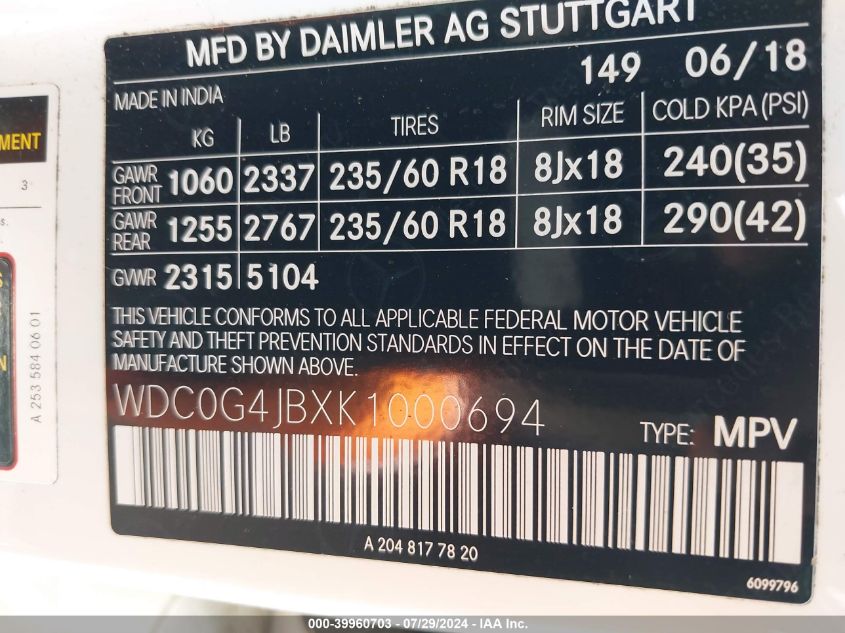 MFD BY DAIMLER AG STUTTGART
149 06/18
MADE IN INDIA
KG LB TIRES RIM SIZE COLD KPA (PSI)
GAWR FRONT 1060 2337 235/60 R18 8Jx18 240(35)
GAWR REAR 1255 2767 235/60 R18 8Jx18 290(42)
GVWR 2315 5104
THIS VEHICLE CONFORMS TO ALL APPLICABLE FEDERAL MOTOR VEHICLE
SAFETY AND THEFT PREVENTION STANDARDS IN EFFECT ON THE DATE OF
MANUFACTURE SHOWN ABOVE.
WDC0G4JBXK1000694
TYPE: MPV
A 204 817 78 20
6099796
MENT
3
s.
S
N
A 253 584 06 01
000-39960703 - 07/29/2024 - IAA Inc.